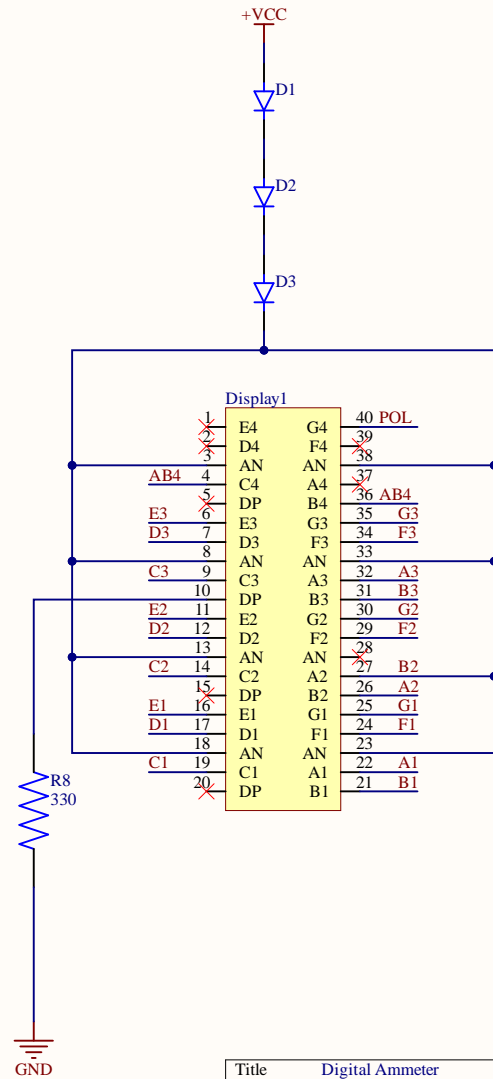 +VCC
D1
D2
D3
Display1
1 E4 G4 40 POL
2 D4 F4 39
3 AN AN 38
AB4 4 C4 A4 37
5 DP B4 36 AB4
E3 6 E3 G3 35 G3
D3 7 D3 F3 34 F3
8 AN AN 33
C3 9 C3 A3 32 A3
10 DP B3 31 B3
E2 11 E2 G2 30 G2
D2 12 D2 F2 29 F2
13 AN AN 28
C2 14 C2 A2 27 B2
15 DP B2 26 A2
E1 16 E1 G1 25 G1
D1 17 D1 F1 24 F1
18 AN AN 23
C1 19 C1 A1 22 A1
20 DP B1 21 B1
R8
330
GND
Title Digital Ammeter